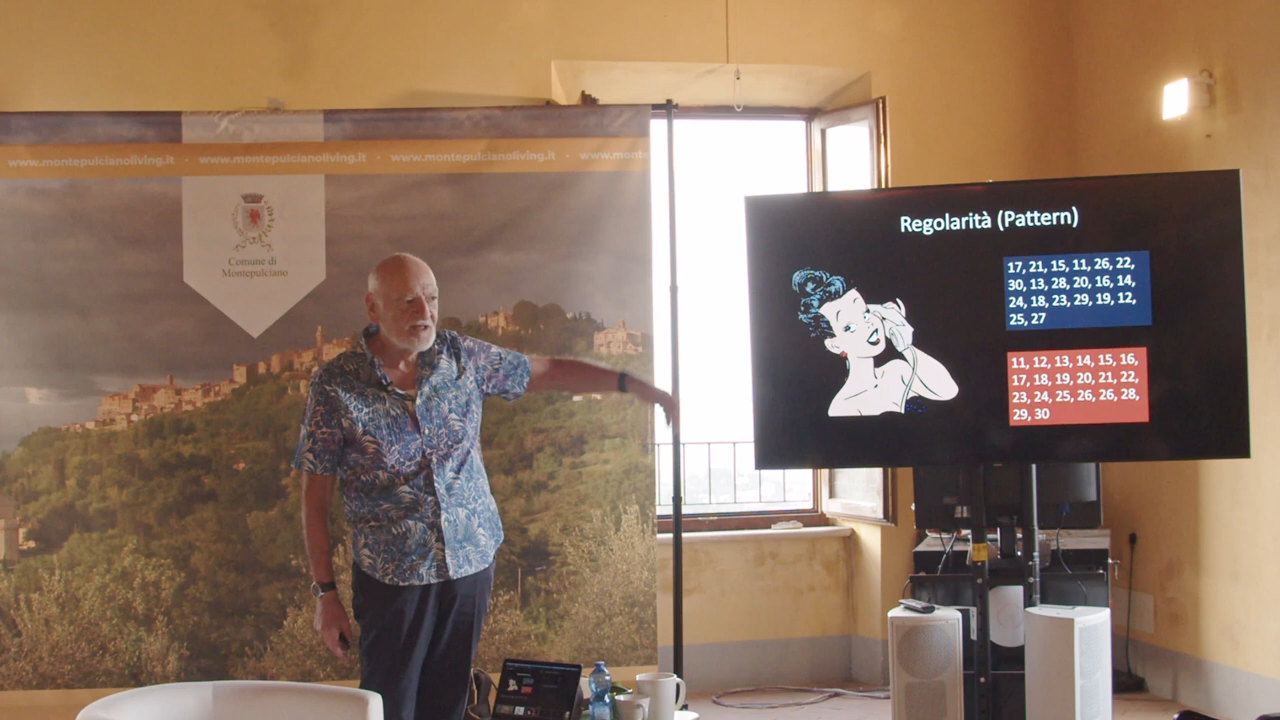 www.montepulcianoliving.it · www.montepulcianoliving.it · www.montepulcianoliving.it · www.monte
Comune di
Montepulciano
Regolarità (Pattern)
17, 21, 15, 11, 26, 22,
30, 13, 28, 20, 16, 14,
24, 18, 23, 29, 19, 12,
25, 27
11, 12, 13, 14, 15, 16,
17, 18, 19, 20, 21, 22,
23, 24, 25, 26, 26, 28,
29, 30